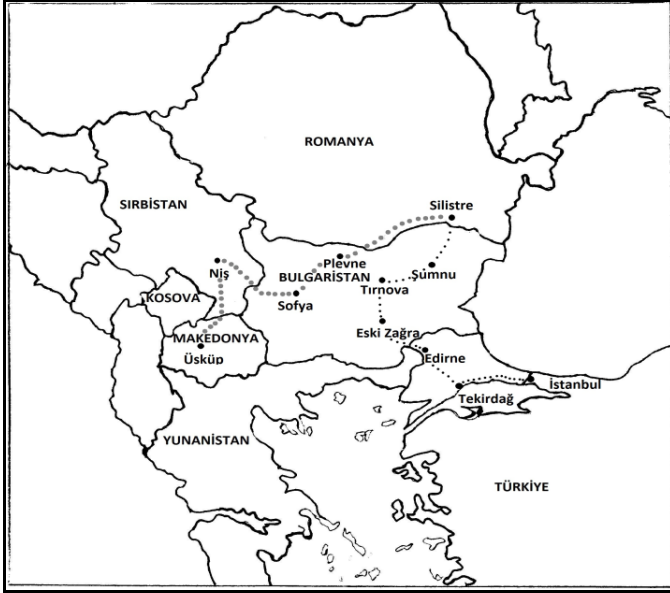 ROMANYA
SIRBİSTAN
Silistre
Niş
Plevne
BULGARİSTAN
Şumnu
Tırnova
KOSOVA
Sofya
Eski Zağra
MAKEDONYA
Üsküp
Edirne
İstanbul
Tekirdağ
YUNANİSTAN
TÜRKİYE